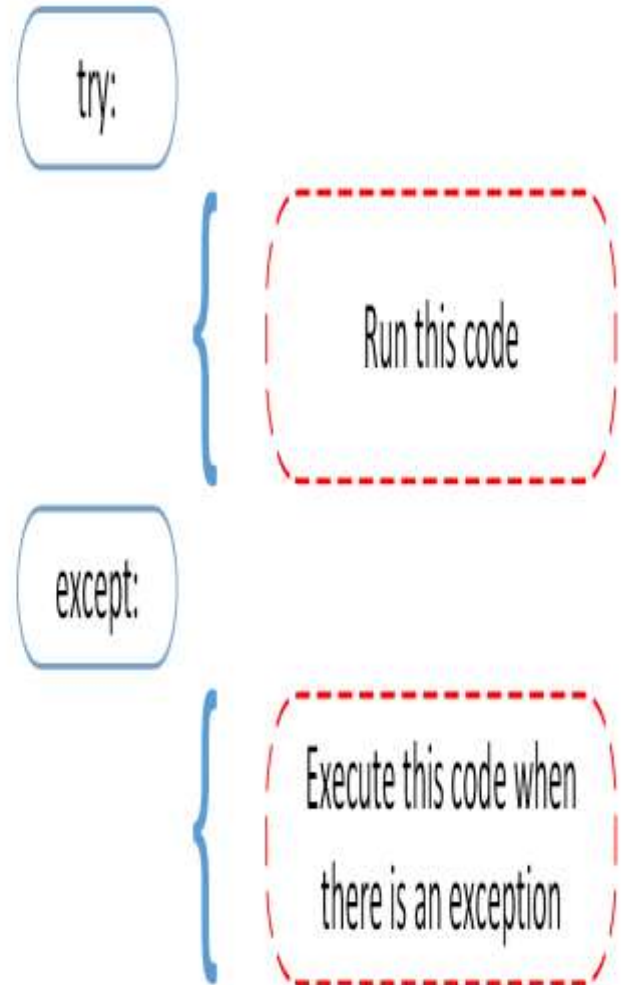 try:
Run this code
except:
Execute this code when
there is an exception